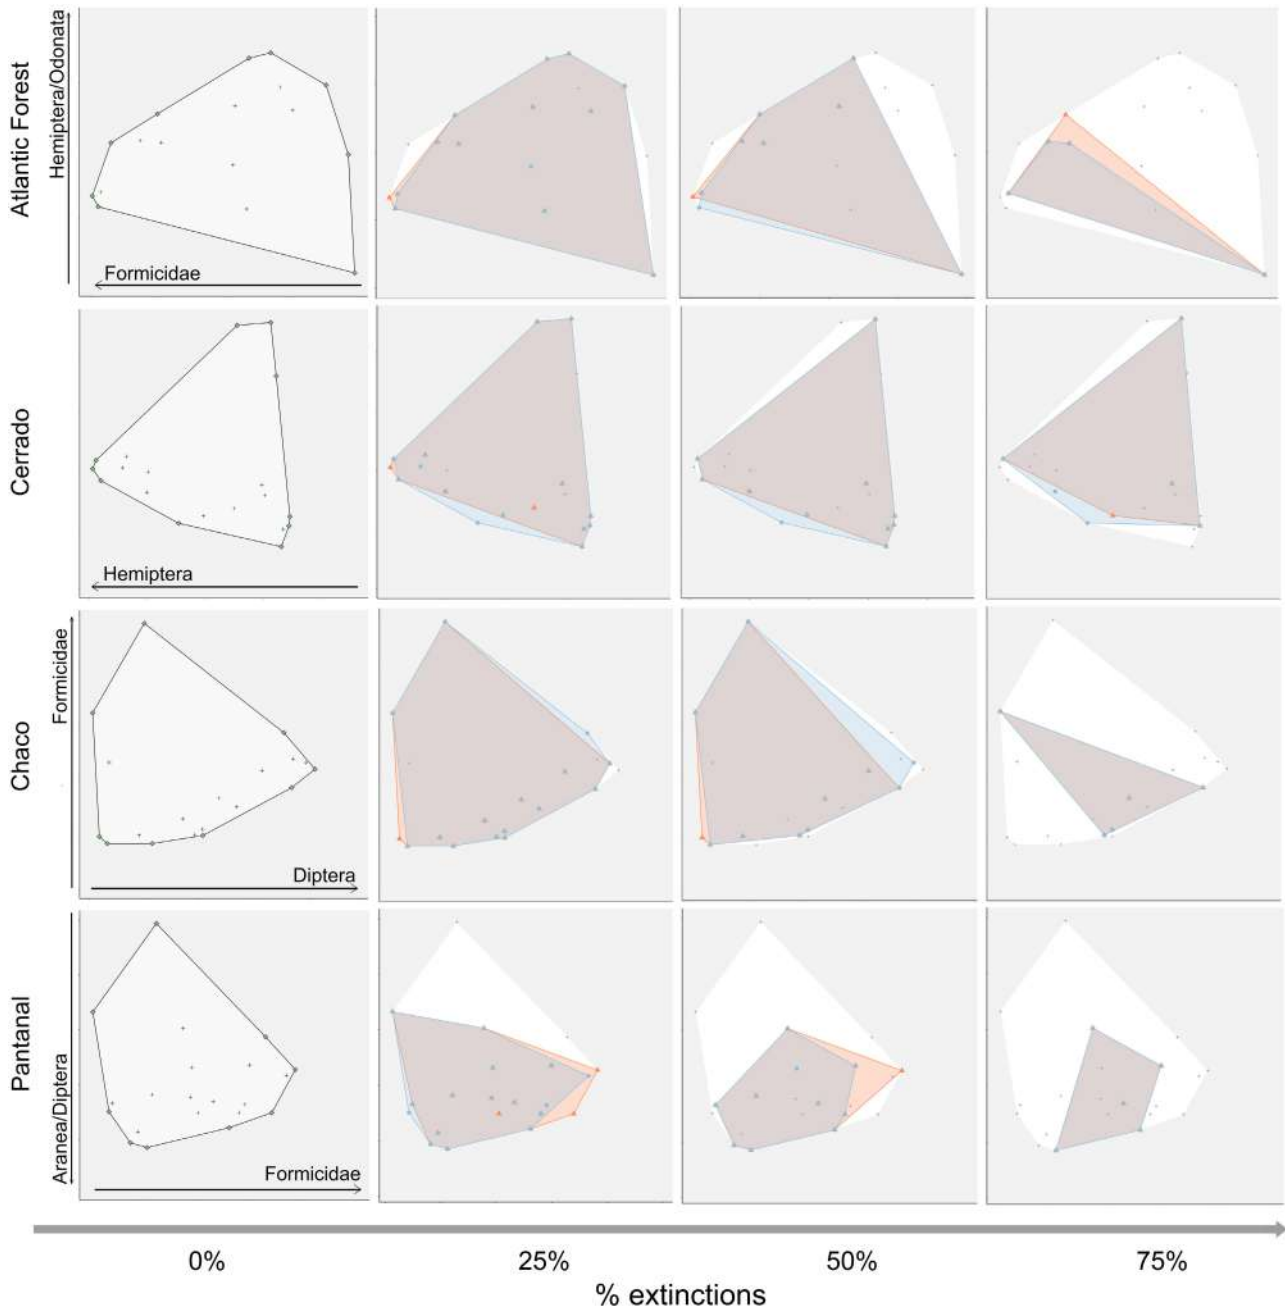 Atlantic Forest
Hemiptera/Odonata
Formicidae
Cerrado
Hemiptera
Chaco
Formicidae
Diptera
Pantanal
Aranea/Diptera
Formicidae
0%
25%
50%
75%
% extinctions